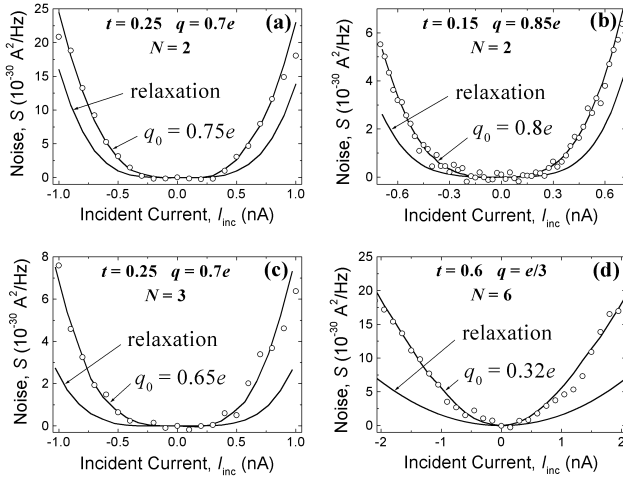 (a)
t = 0.25 q = 0.7e
N = 2
relaxation
q0 = 0.75e
Noise, S (10^-30 A^2/Hz)
25
20
15
10
5
0
-1.0 -0.5 0.0 0.5 1.0
Incident Current, Iinc (nA)
(b)
t = 0.15 q = 0.85e
N = 2
relaxation
q0 = 0.8e
Noise, S (10^-30 A^2/Hz)
8
6
4
2
0
-0.6 -0.3 0.0 0.3 0.6
Incident Current, Iinc (nA)
(c)
t = 0.25 q = 0.7e
N = 3
relaxation
q0 = 0.65e
Noise, S (10^-30 A^2/Hz)
8
6
4
2
0
-1.0 -0.5 0.0 0.5 1.0
Incident Current, Iinc (nA)
(d)
t = 0.6 q = e/3
N = 6
relaxation
q0 = 0.32e
Noise, S (10^-30 A^2/Hz)
25
20
15
10
5
0
-2 -1 0 1 2
Incident Current, Iinc (nA)